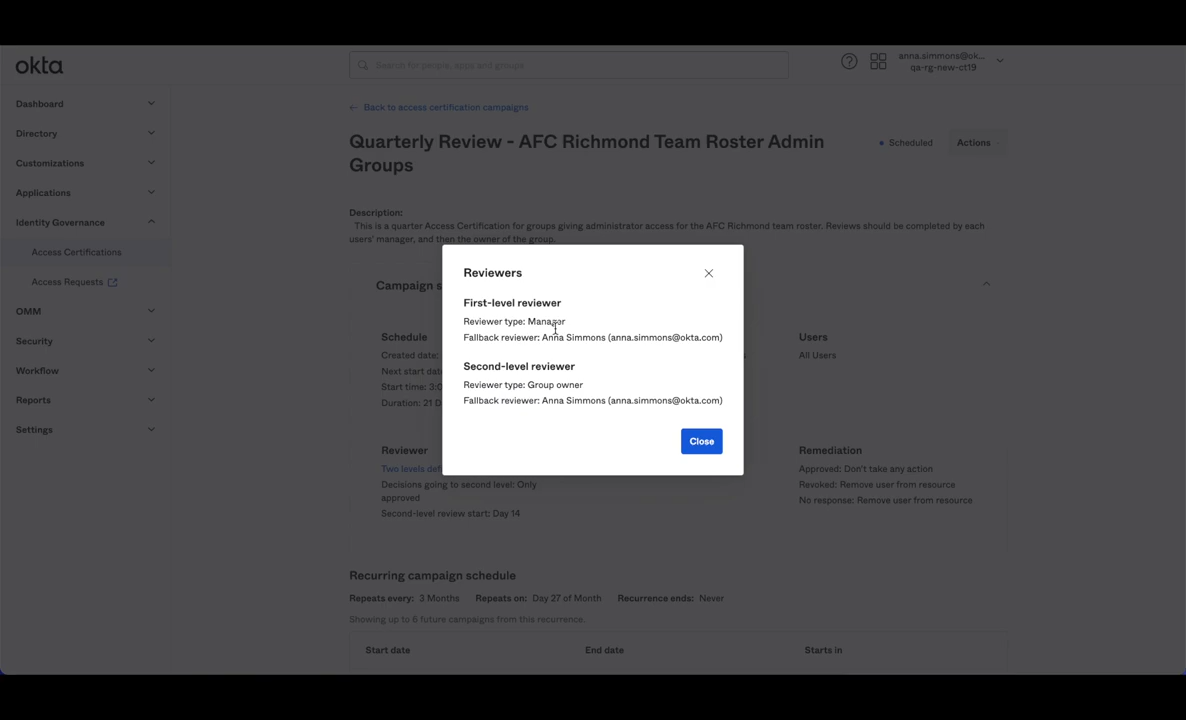 okta
Search for people, apps and groups
anna.simmons@ok...
qa-rg-new-ct19
Dashboard
Directory
Customizations
Applications
Identity Governance
Access Certifications
Access Requests
OMM
Security
Workflow
Reports
Settings
← Back to access certification campaigns
Quarterly Review - AFC Richmond Team Roster Admin
Groups
Scheduled
Actions
Description:
This is a quarter Access Certification for groups giving administrator access for the AFC Richmond team roster. Reviews should be completed by each
users' manager, and then the owner of the group.
Campaign s
Schedule
Created date:
Next start dat
Start time: 3:0
Duration: 21 D
Users
All Users
Reviewers
First-level reviewer
Reviewer type: Manager
Fallback reviewer: Anna Simmons (anna.simmons@okta.com)
Second-level reviewer
Reviewer type: Group owner
Fallback reviewer: Anna Simmons (anna.simmons@okta.com)
Close
Reviewer
Two levels de
Decisions going to second level: Only
approved
Second-level review start: Day 14
Remediation
Approved: Don't take any action
Revoked: Remove user from resource
No response: Remove user from resource
Recurring campaign schedule
Repeats every: 3 Months Repeats on: Day 27 of Month Recurrence ends: Never
Showing up to 6 future campaigns from this recurrence.
Start date End date Starts in